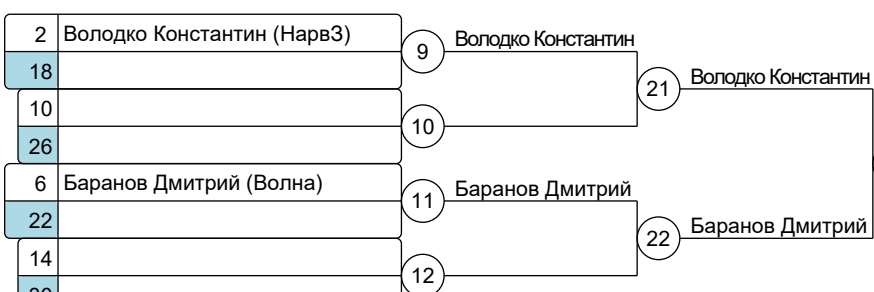 2 Володко Константин (Нарв3)
18
10
26
6 Баранов Дмитрий (Волна)
22
14
9 Володко Константин
10
11 Баранов Дмитрий
12
21 Володко Константин
22 Баранов Дмитрий